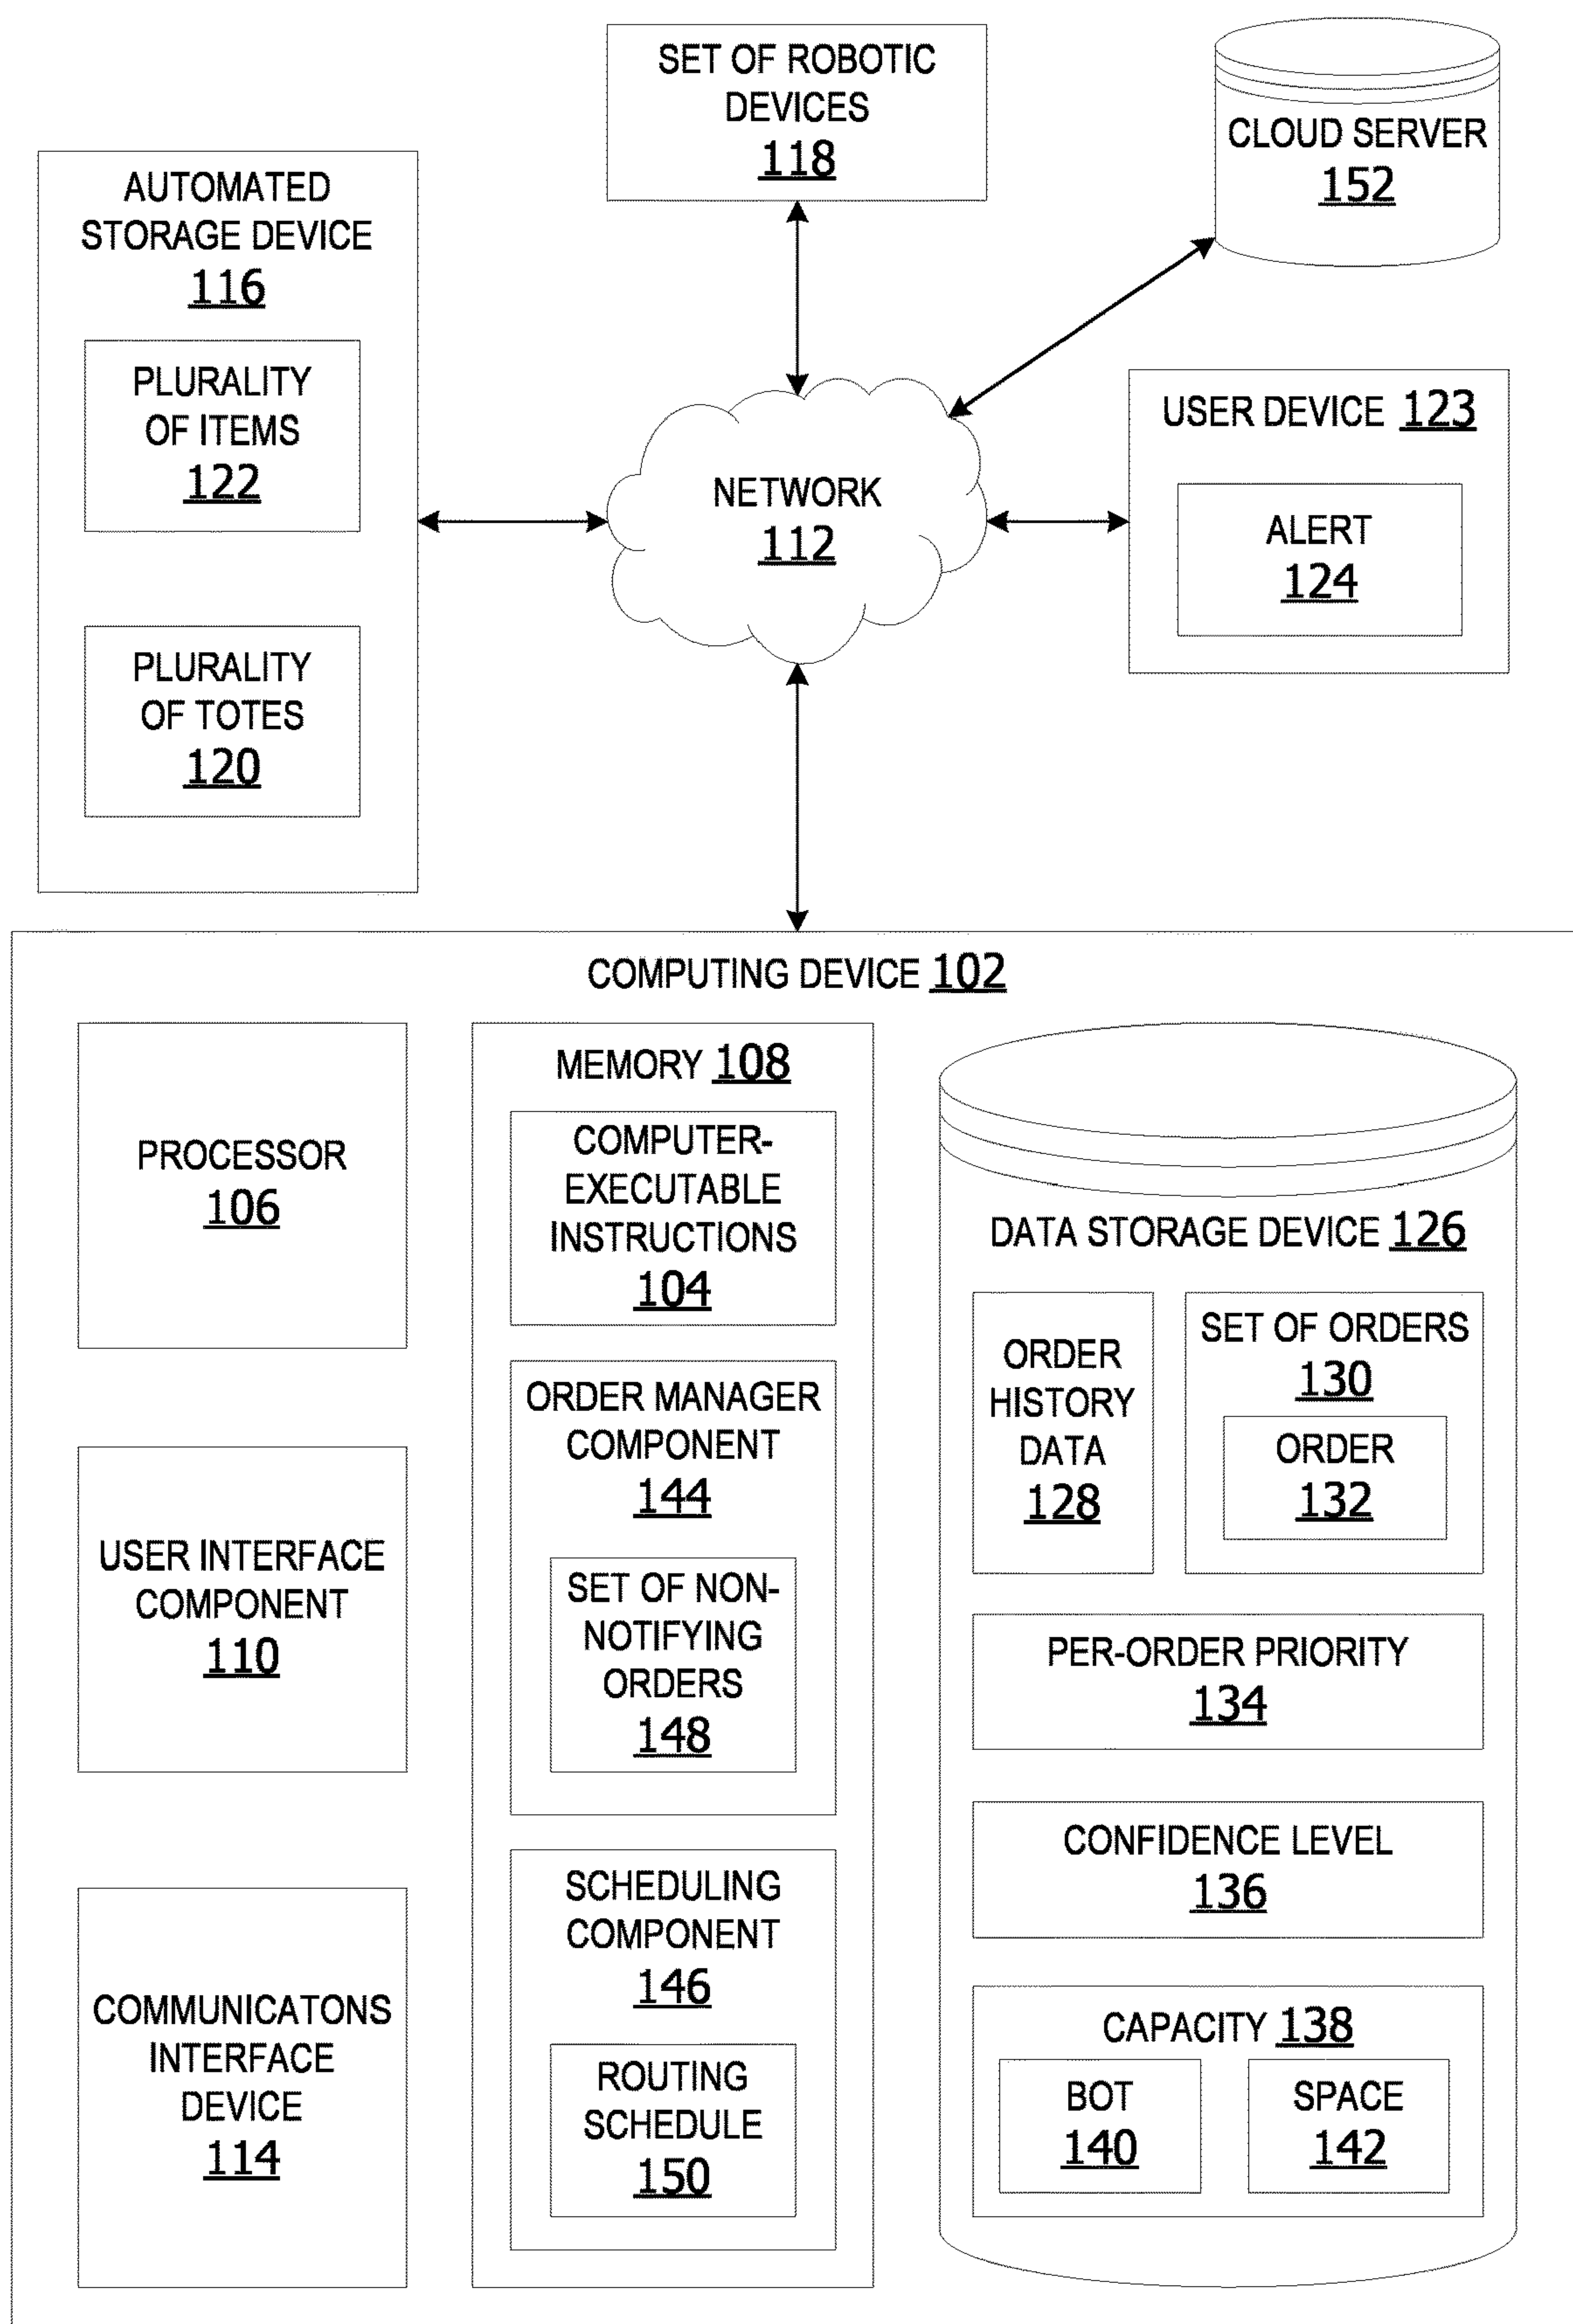 SET OF ROBOTIC
DEVICES
118
CLOUD SERVER
152
AUTOMATED
STORAGE DEVICE
116
PLURALITY
OF ITEMS
122
PLURALITY
OF TOTES
120
NETWORK
112
USER DEVICE 123
ALERT
124
COMPUTING DEVICE 102
PROCESSOR
106
USER INTERFACE
COMPONENT
110
COMMUNICATONS
INTERFACE
DEVICE
114
MEMORY 108
COMPUTER-
EXECUTABLE
INSTRUCTIONS
104
ORDER MANAGER
COMPONENT
144
SET OF NON-
NOTIFYING
ORDERS
148
SCHEDULING
COMPONENT
146
ROUTING
SCHEDULE
150
DATA STORAGE DEVICE 126
ORDER
HISTORY
DATA
128
SET OF ORDERS
130
ORDER
132
PER-ORDER PRIORITY
134
CONFIDENCE LEVEL
136
CAPACITY 138
BOT
140
SPACE
142